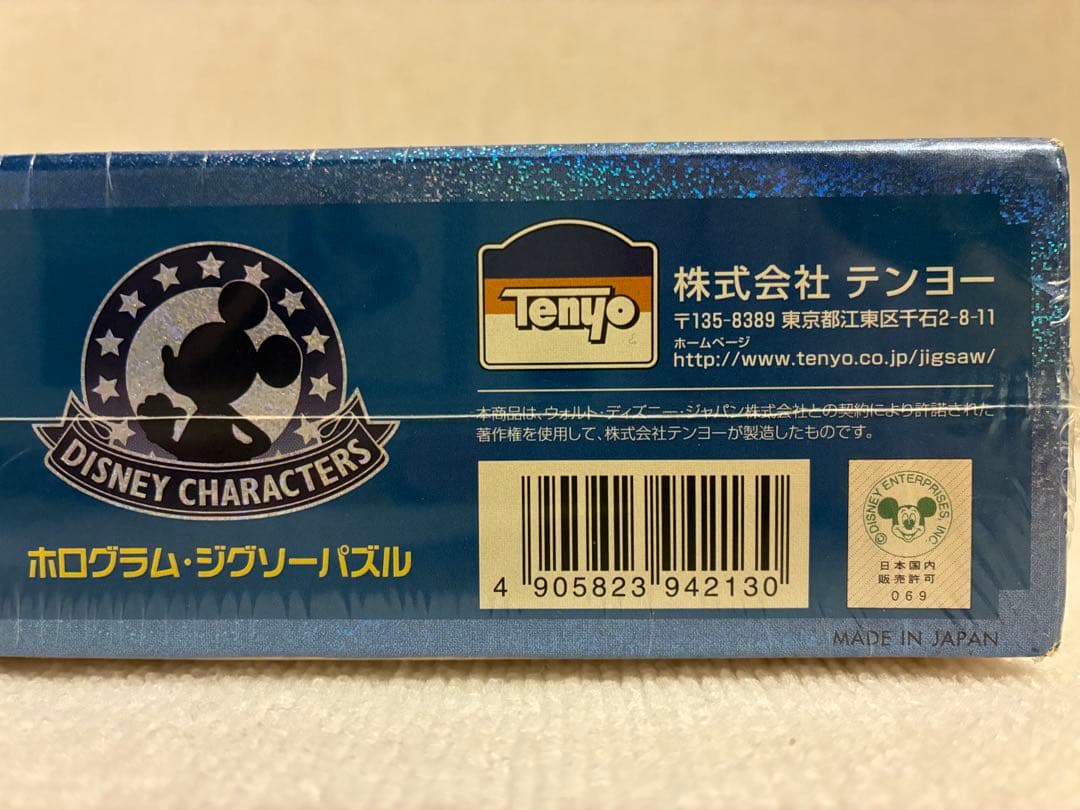 DISNEY CHARACTERS
ホログラム・ジグソーパズル
Tenyo
株式会社 テンヨー
〒135-8389 東京都江東区千石2-8-11
ホームページ
http://www.tenyo.co.jp/jigsaw/
本商品は、ウォルト・ディズニー・ジャパン株式会社との契約により許諾された
著作権を使用して、株式会社テンヨーが製造したものです。
4 905823 942130
©DISNEY ENTERPRISES, INC.
日本国内
販売許可
069
MADE IN JAPAN